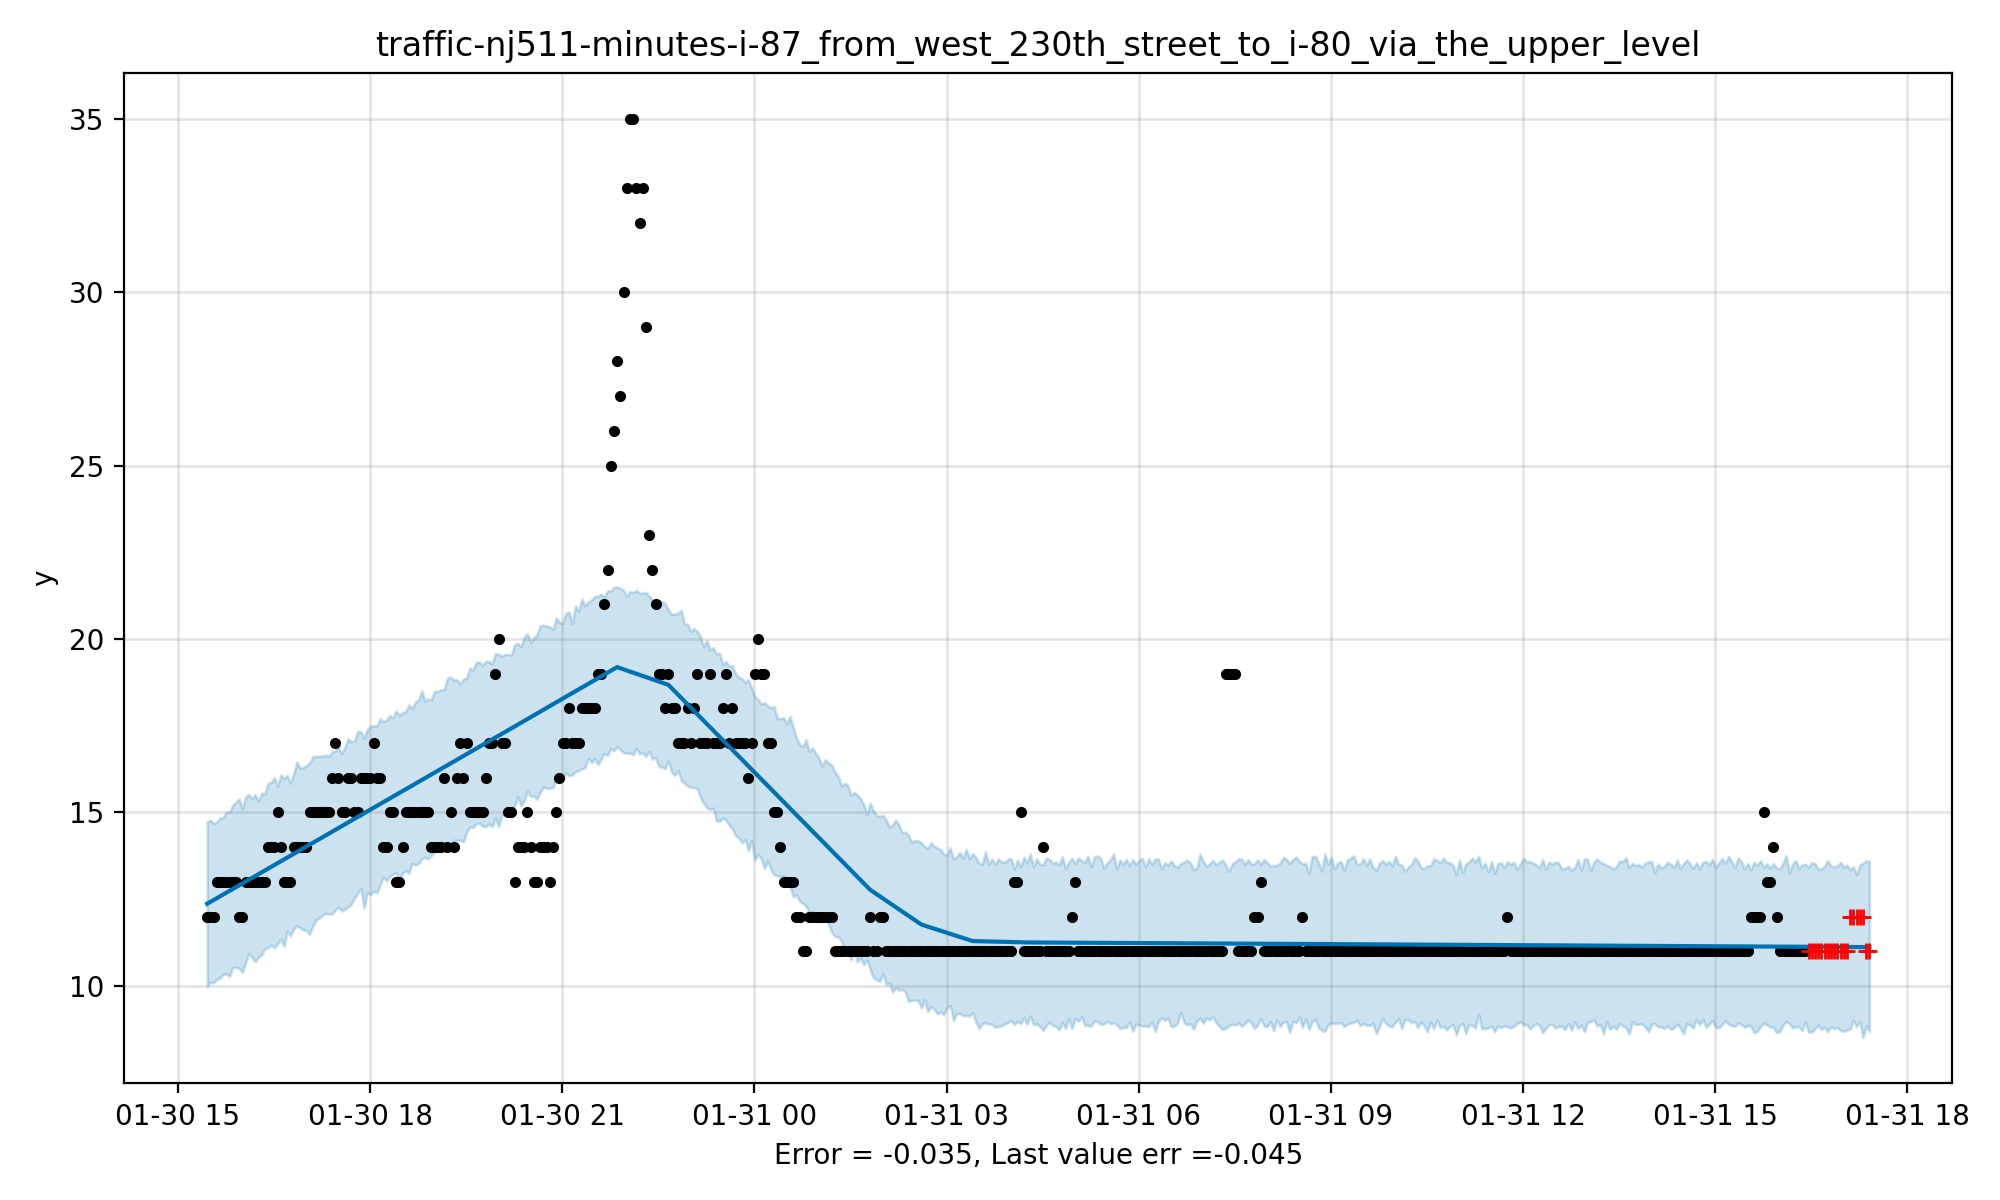 traffic-nj511-minutes-i-87_from_west_230th_street_to_i-80_via_the_upper_level
35
30
25
20
15
10
y
01-30 15 01-30 18 01-30 21 01-31 00 01-31 03 01-31 06 01-31 09 01-31 12 01-31 15 01-31 18
Error = -0.035, Last value err =-0.045